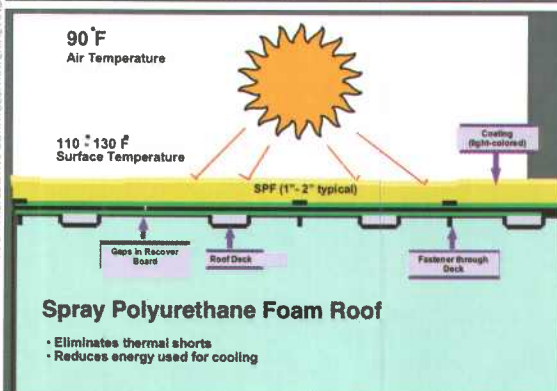 90°F
Air Temperature
110 - 130 F
Surface Temperature
Coating
(light-colored)
SPF (1"- 2" typical)
Gaps in Recover
Board
Roof Deck
Fastener through
Deck
Spray Polyurethane Foam Roof
• Eliminates thermal shorts
• Reduces energy used for cooling